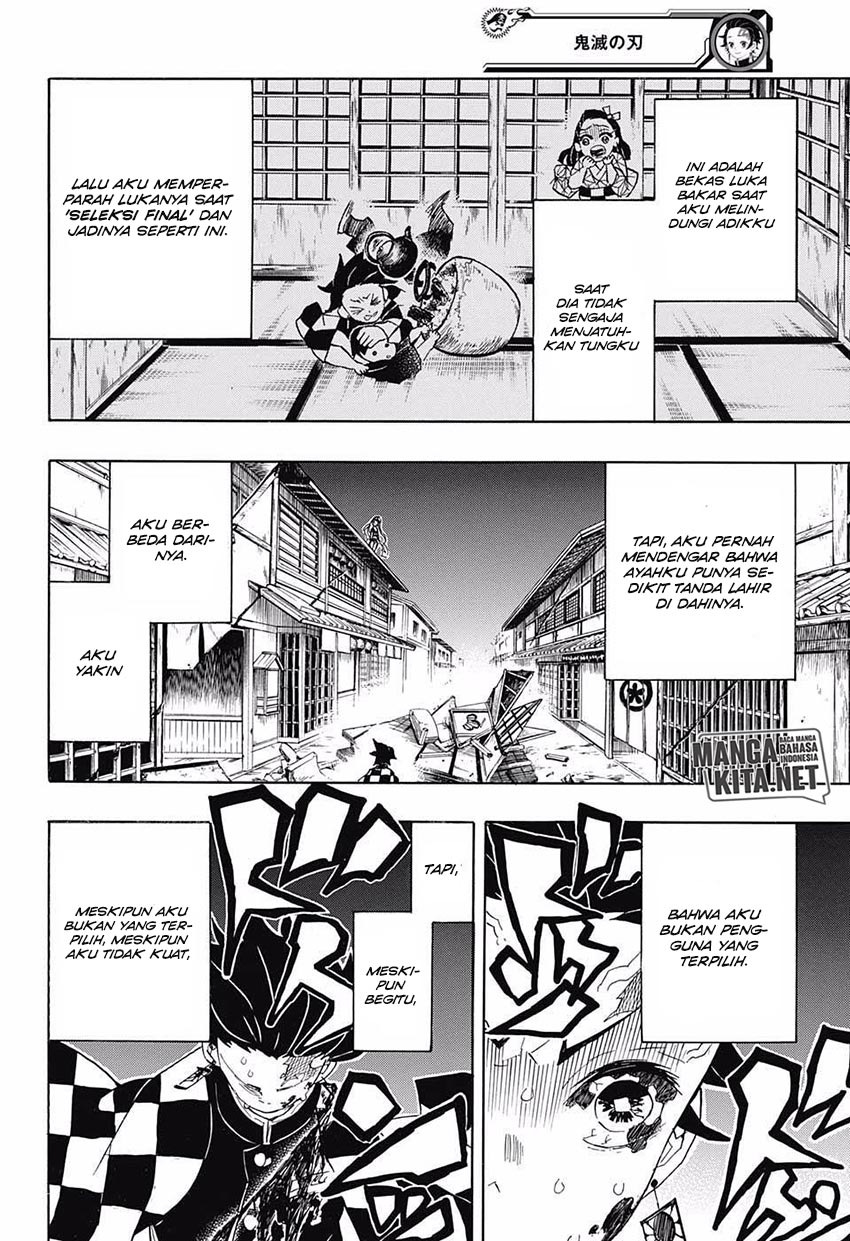 鬼滅の刃
INI ADALAH
BEKAS LUKA
BAKAR SAAT
AKU MELIN-
DUNGI ADIKKU
SAAT
DIA TIDAK
SENGAJA
MENJATUH-
KAN TUNGKU
LALU AKU MEMPER-
PARAH LUKANYA SAAT
'SELEKSI FINAL' DAN
JADINYA SEPERTI INI.
TAPI, AKU PERNAH
MENDENGAR BAHWA
AYAHKU PUNYA SE-
DIKIT TANDA LAHIR
DI DAHINYA.
AKU BER-
BEDA DARI-
NYA.
AKU
YAKIN
MANGA
KITA.NET
BACA MANGA
BAHASA
INDONESIA
BAHWA AKU
BUKAN PENG-
GUNA YANG
TERPILIH.
TAPI,
MESKI-
PUN
BEGITU,
MESKIPUN AKU
BUKAN YANG TER-
PILIH, MESKIPUN
AKU TIDAK KUAT,